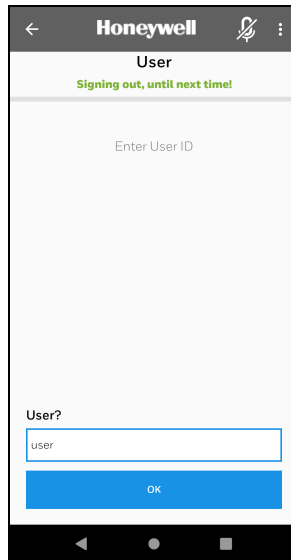 Honeywell
User
Signing out, until next time!
Enter User ID
User?
user
OK